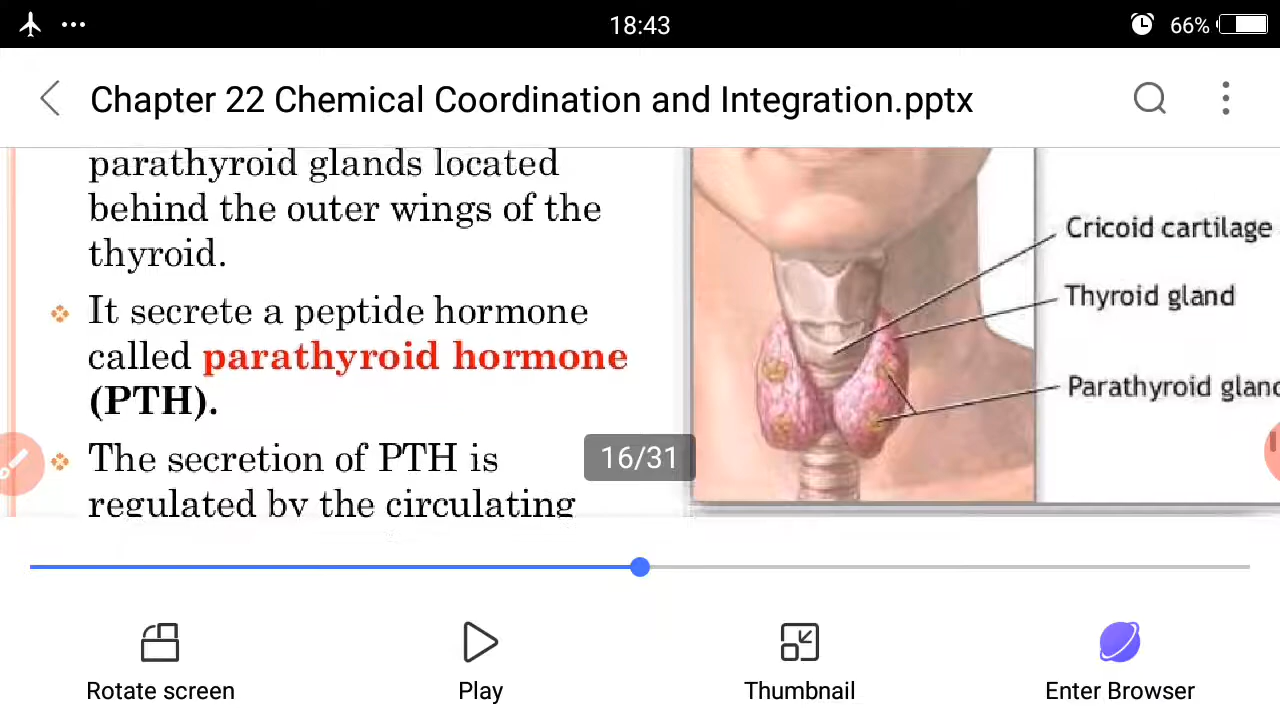 18:43
66%
Chapter 22 Chemical Coordination and Integration.pptx
parathyroid glands located
behind the outer wings of the
thyroid.
It secrete a peptide hormone
called parathyroid hormone
(PTH).
The secretion of PTH is
regulated by the circulating
Cricoid cartilage
Thyroid gland
Parathyroid gland
16/31
Rotate screen
Play
Thumbnail
Enter Browser